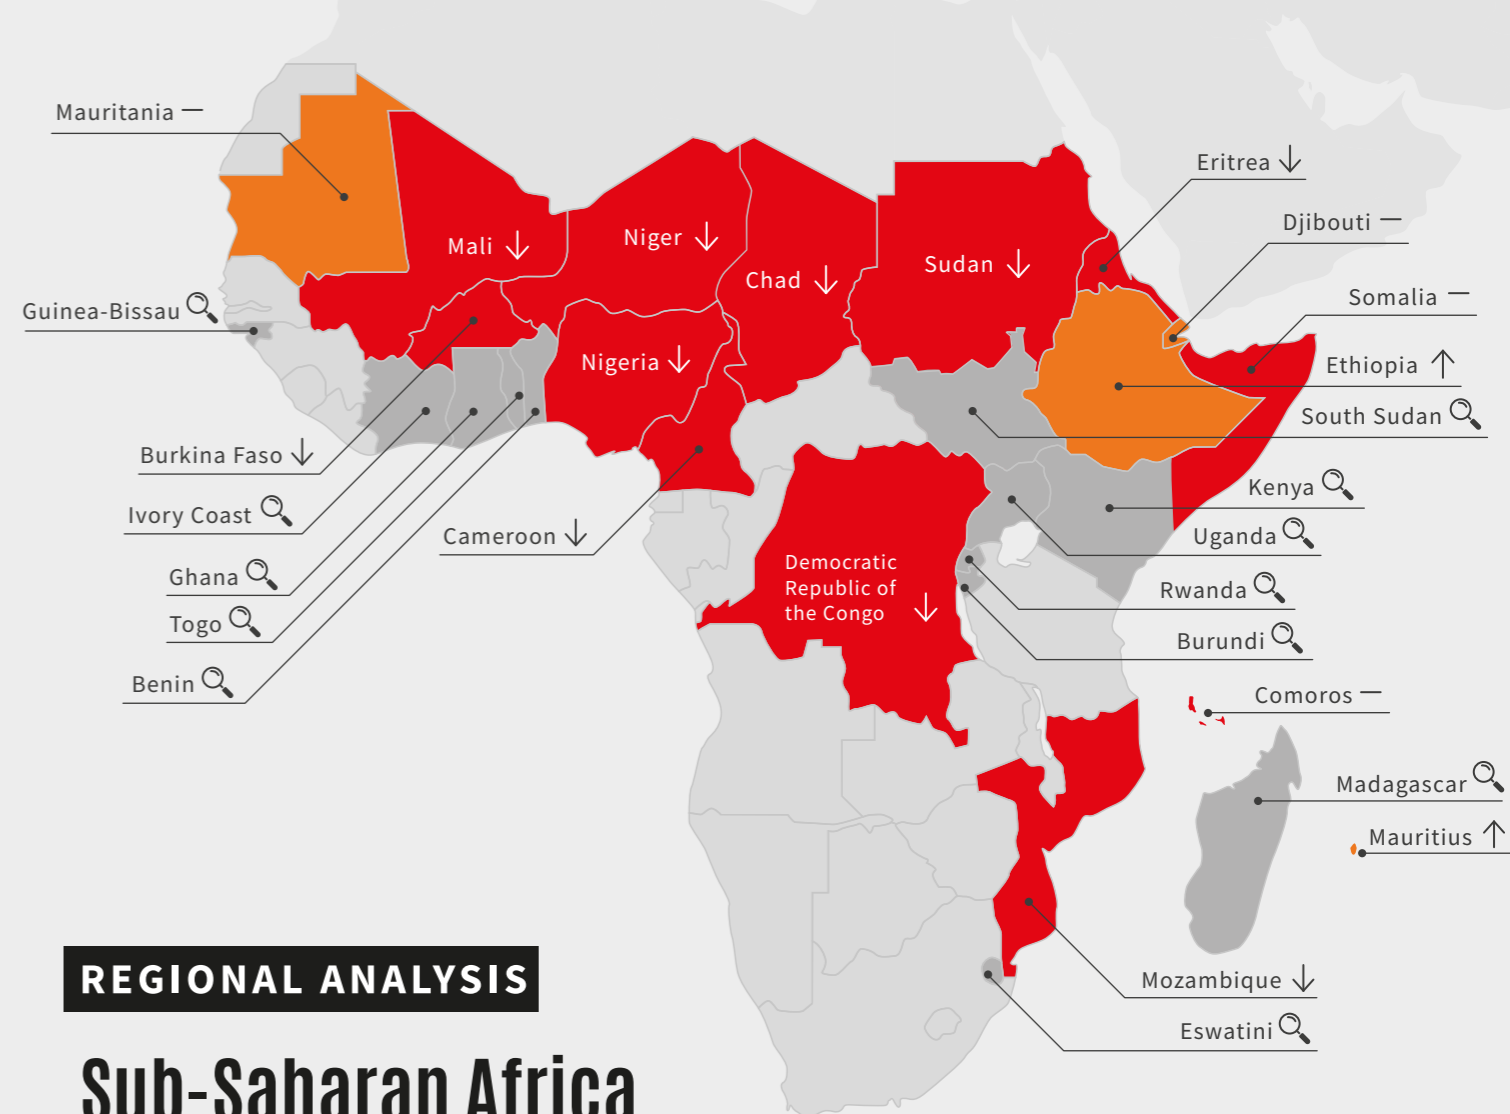 Mauritania
Mali
Niger
Chad
Sudan
Eritrea
Djibouti
Somalia
Guinea-Bissau
Nigeria
Ethiopia
South Sudan
Burkina Faso
Kenya
Ivory Coast
Cameroon
Uganda
Ghana
Democratic
Republic of
the Congo
Rwanda
Togo
Burundi
Benin
Comoros
Madagascar
Mauritius
REGIONAL ANALYSIS
Mozambique
Eswatini
Sub-Saharan Africa